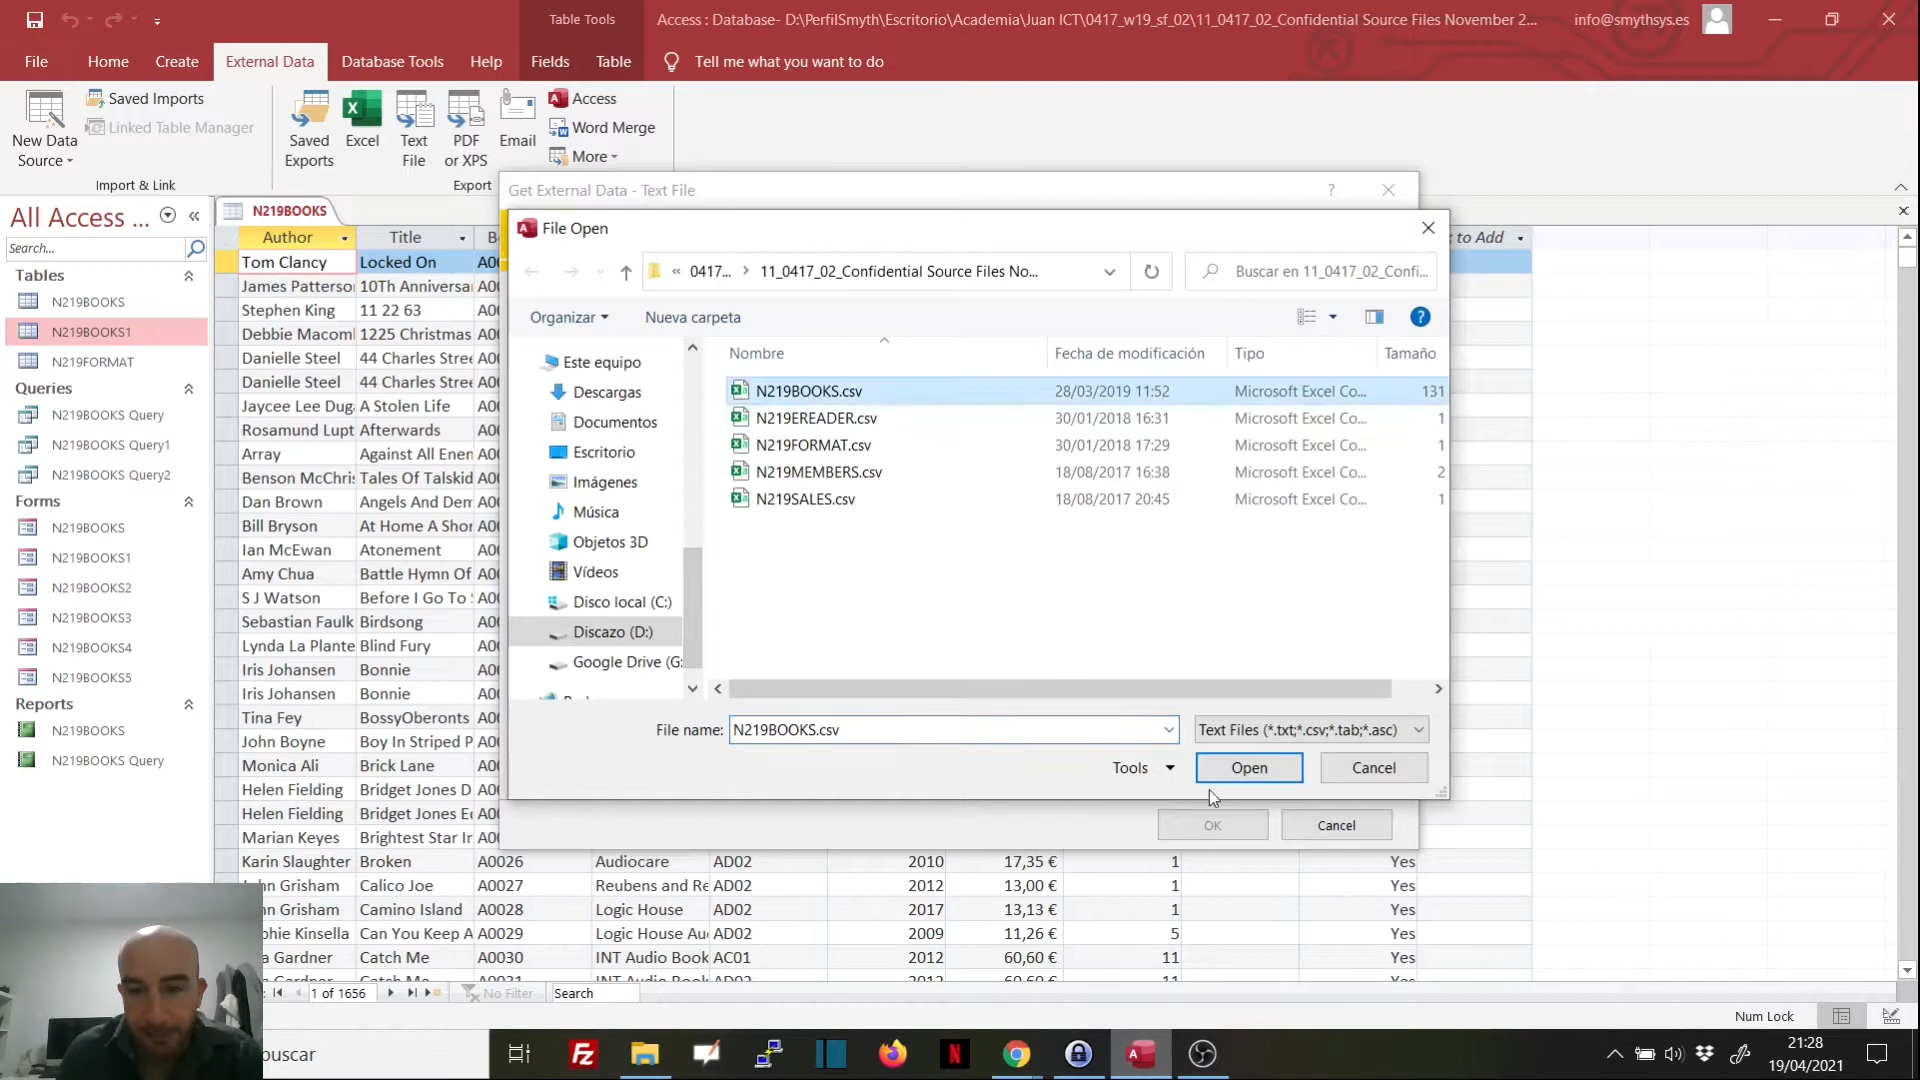 Table Tools
Access : Database- D:\PerfilSmyth\Escritorio\Academia\Juan ICT\0417_w19_sf_02\11_0417_02_Confidential Source Files November 2...
info@smythsys.es
File
Home
Create
External Data
Database Tools
Help
Fields
Table
Tell me what you want to do
New Data
Source
Saved Imports
Linked Table Manager
Import & Link
Saved
Exports
Excel
Text
File
PDF
or XPS
Email
Access
Word Merge
More
Export
Get External Data - Text File
?
All Access ...
Search...
Tables
N219BOOKS
N219BOOKS1
N219FORMAT
Queries
N219BOOKS Query
N219BOOKS Query1
N219BOOKS Query2
Forms
N219BOOKS
N219BOOKS1
N219BOOKS2
N219BOOKS3
N219BOOKS4
N219BOOKS5
Reports
N219BOOKS
N219BOOKS Query
N219BOOKS
Author Title to Add
Tom Clancy Locked On
James Patterson 10Th Anniversa
Stephen King 11 22 63
Debbie Macom 1225 Christmas
Danielle Steel 44 Charles Stree
Danielle Steel 44 Charles Stree
Jaycee Lee Dug A Stolen Life
Rosamund Lupt Afterwards
Array Against All Enem
Benson McChris Tales Of Talskid
Dan Brown Angels And Dem
Bill Bryson At Home A Shor
Ian McEwan Atonement
Amy Chua Battle Hymn Of
S J Watson Before I Go To
Sebastian Faulk Birdsong
Lynda La Plante Blind Fury
Iris Johansen Bonnie
Iris Johansen Bonnie
Tina Fey BossyOberonts
John Boyne Boy In Striped P
Monica Ali Brick Lane
Helen Fielding Bridget Jones D
Helen Fielding Bridget Jones E
Marian Keyes Brightest Star In
Karin Slaughter Broken A0026 Audiocare AD02 2010 17,35 € 1 Yes
hn Grisham Calico Joe A0027 Reubens and Re AD02 2012 13,00 € 1 Yes
nn Grisham Camino Island A0028 Logic House AD02 2017 13,13 € 1 Yes
phie Kinsella Can You Keep A A0029 Logic House Au AD02 2009 11,26 € 5 Yes
a Gardner Catch Me A0030 INT Audio Book AC01 2012 60,60 € 11 Yes
File Open
« 0417... › 11_0417_02_Confidential Source Files No...
Buscar en 11_0417_02_Confi...
Organizar
Nueva carpeta
Este equipo
Descargas
Documentos
Escritorio
Imágenes
Música
Objetos 3D
Vídeos
Disco local (C:)
Discazo (D:)
Google Drive (G:
Nombre Fecha de modificación Tipo Tamaño
N219BOOKS.csv 28/03/2019 11:52 Microsoft Excel Co... 131
N219EREADER.csv 30/01/2018 16:31 Microsoft Excel Co... 1
N219FORMAT.csv 30/01/2018 17:29 Microsoft Excel Co... 1
N219MEMBERS.csv 18/08/2017 16:38 Microsoft Excel Co... 2
N219SALES.csv 18/08/2017 20:45 Microsoft Excel Co... 1
File name: N219BOOKS.csv
Text Files (*.txt;*.csv;*.tab;*.asc)
Tools
Open
Cancel
OK
Cancel
1 of 1656
No Filter
Search
Num Lock
buscar
21:28
19/04/2021